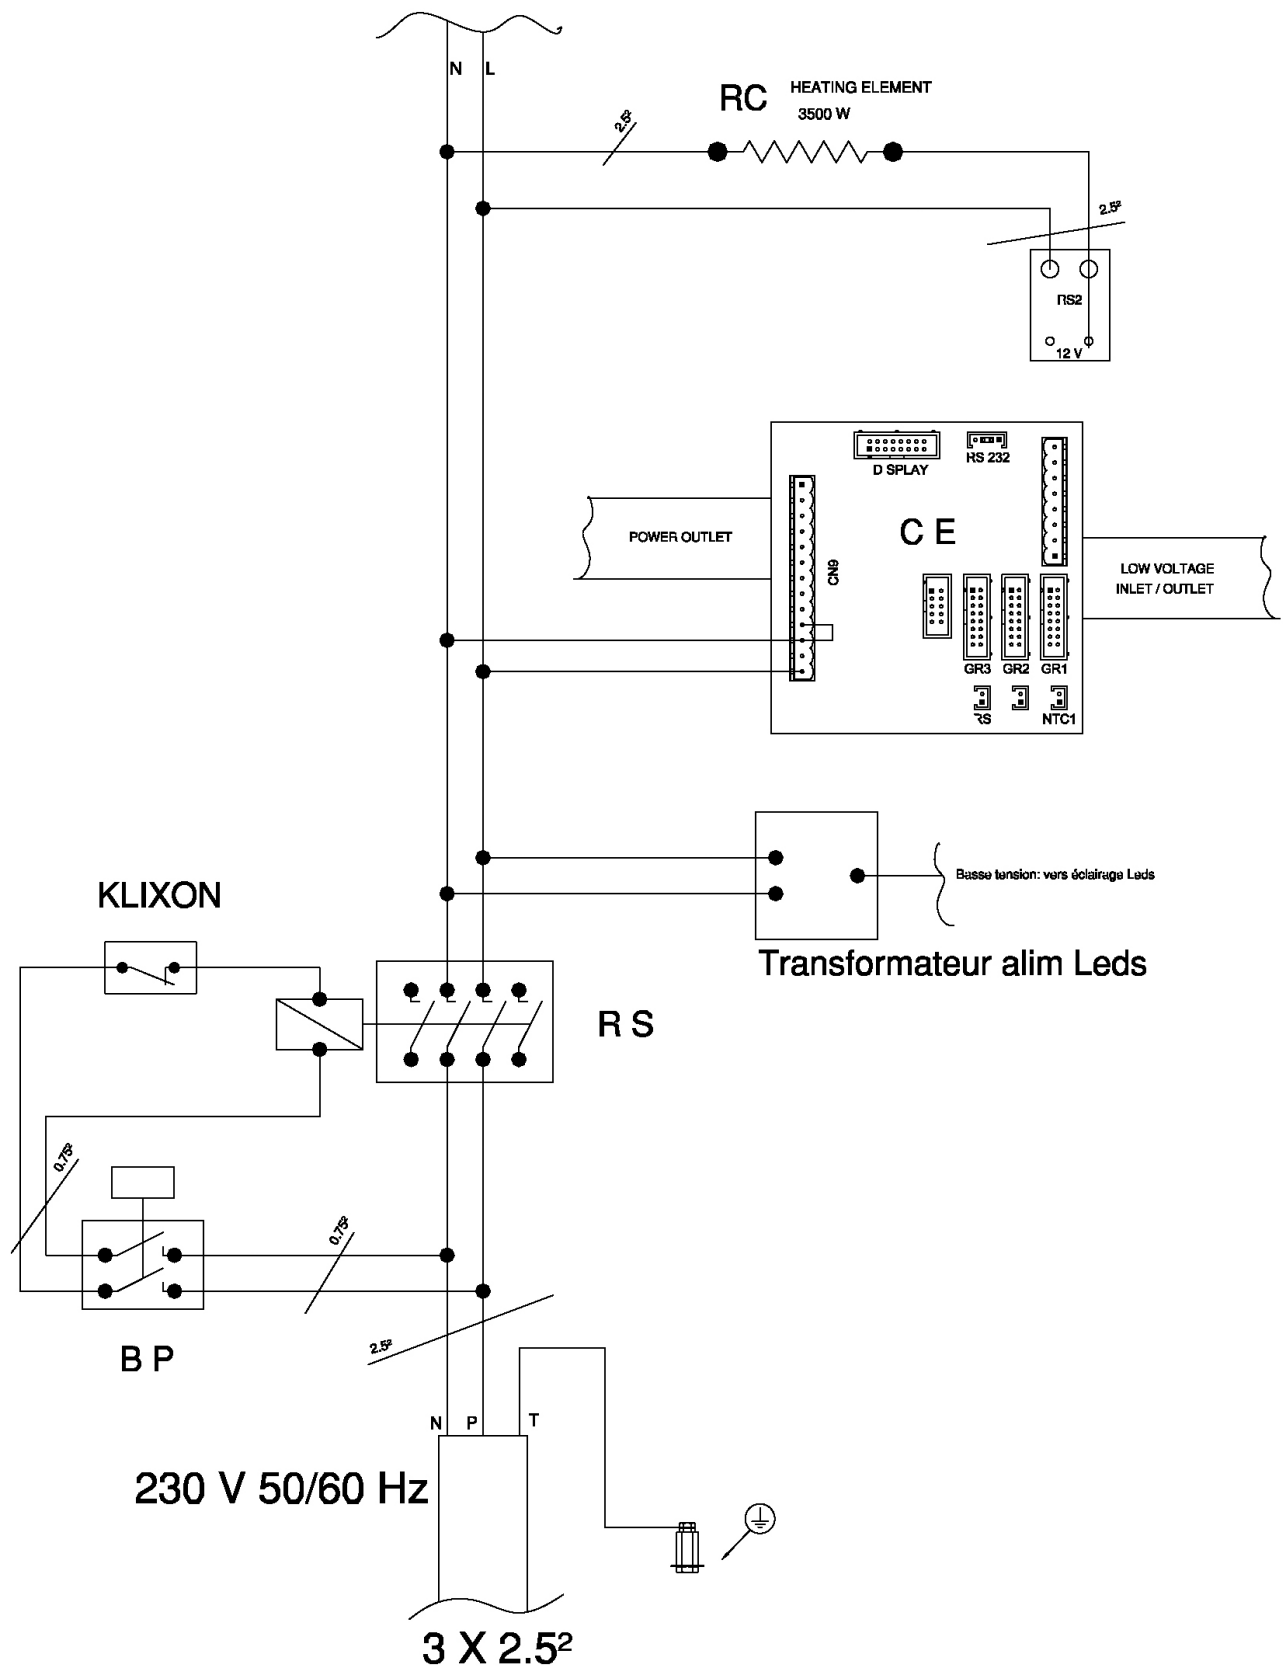 N L
RC
HEATING ELEMENT
3500 W
2.5²
2.5²
RS2
12 V
D SPLAY
RS 232
C E
POWER OUTLET
CN9
LOW VOLTAGE
INLET / OUTLET
GR3 GR2 GR1
RS NTC1
KLIXON
Basse tension: vers éclairage Leds
Transformateur alim Leds
R S
0.75²
0.75²
B P
2.5²
N P T
230 V 50/60 Hz
3 X 2.5²